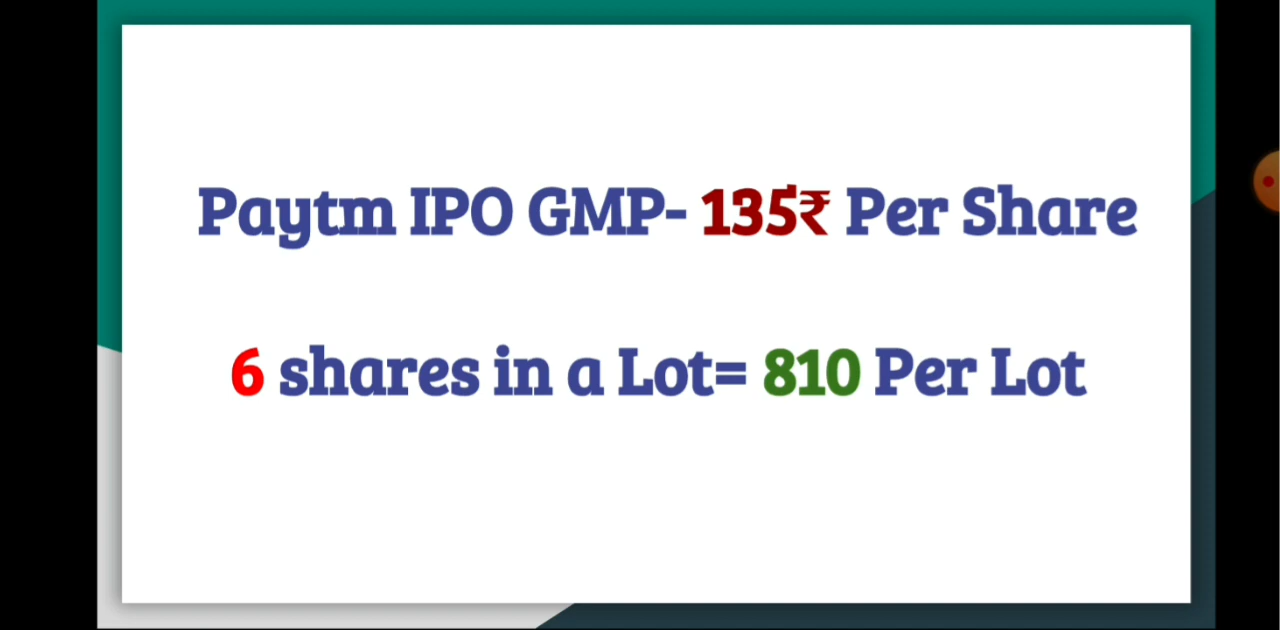 Paytm IPO GMP- 135₹ Per Share
6 shares in a Lot= 810 Per Lot